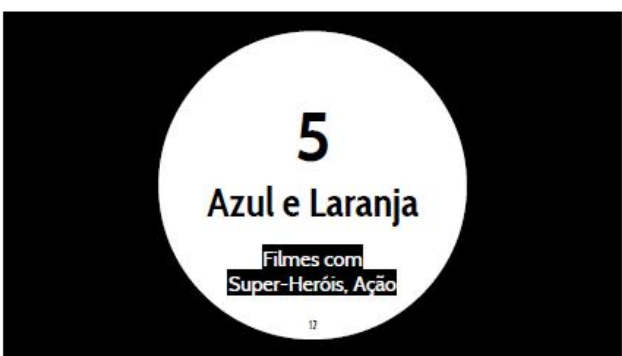 5
Azul e Laranja
Filmes com
Super-Heróis, Ação
12